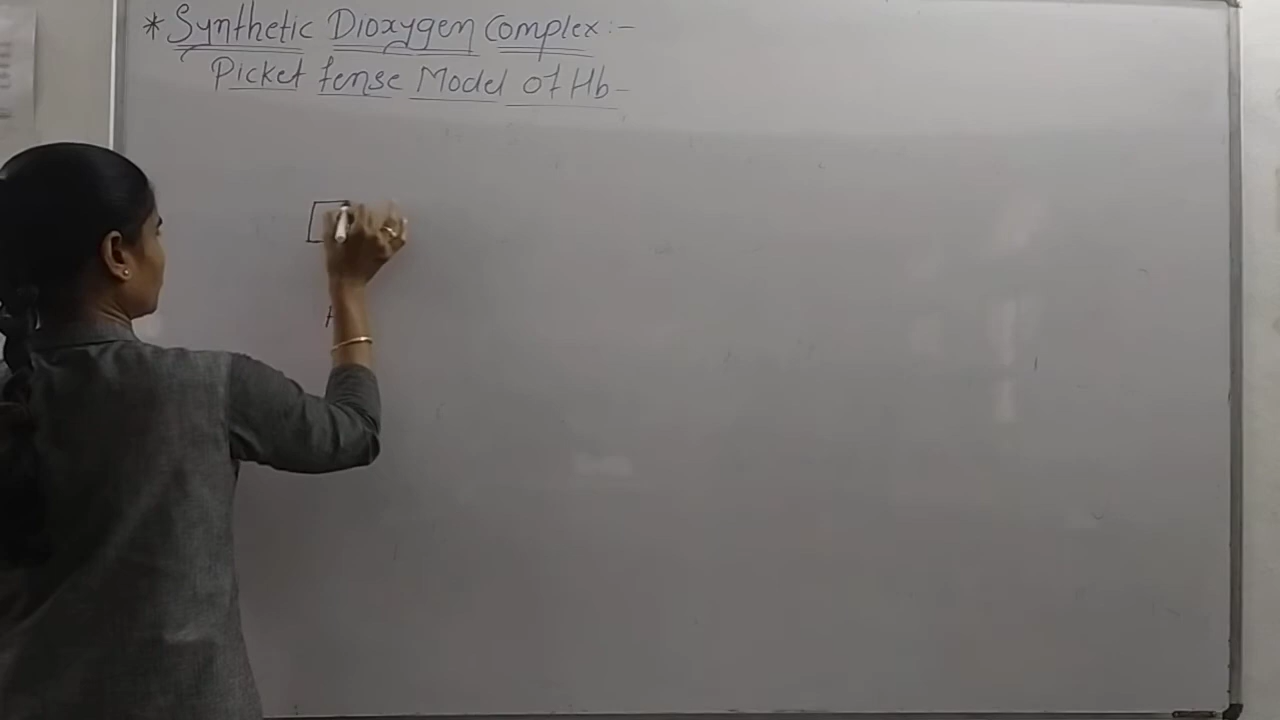 * Synthetic Dioxygen Complex:-
Picket fense Model of Hb-